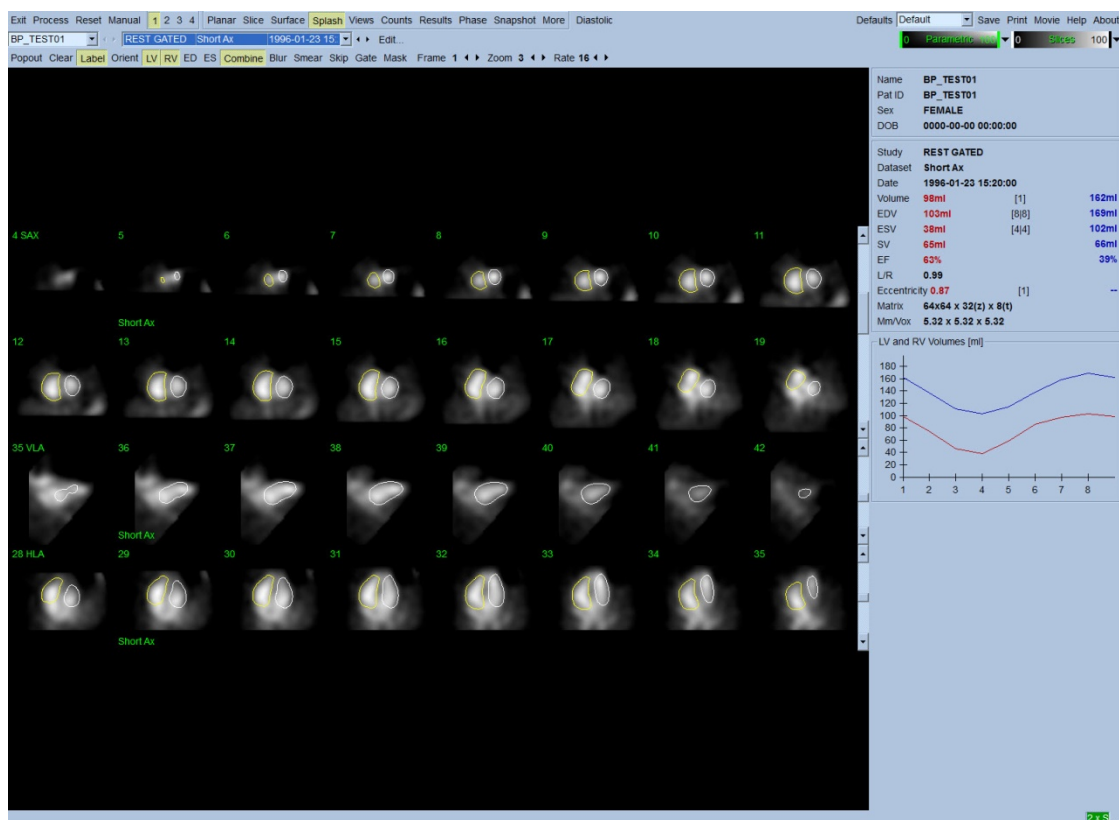 Exit Process Reset Manual 1 2 3 4 Planar Slice Surface Splash Views Counts Results Phase Snapshot More Diastolic Defaults Default Save Print Movie Help About
BP_TEST01 REST GATED Short Ax 1996-01-23 15: Edit... 0 Parametric 100 0 Slices 100
Popout Clear Label Orient LV RV ED ES Combine Blur Smear Skip Gate Mask Frame 1 Zoom 3 Rate 16
4 SAX 5 6 7 8 9 10 11
Short Ax
12 13 14 15 16 17 18 19
35 VLA 36 37 38 39 40 41 42
Short Ax
28 HLA 29 30 31 32 33 34 35
Short Ax
Name BP_TEST01
Pat ID BP_TEST01
Sex FEMALE
DOB 0000-00-00 00:00:00
Study REST GATED
Dataset Short Ax
Date 1996-01-23 15:20:00
Volume 98ml [1] 162ml
EDV 103ml [8|8] 169ml
ESV 38ml [4|4] 102ml
SV 65ml 66ml
EF 63% 39%
L/R 0.99
Eccentricity 0.87 [1] --
Matrix 64x64 x 32(z) x 8(t)
Mm/Vox 5.32 x 5.32 x 5.32
LV and RV Volumes [ml]
180
160
140
120
100
80
60
40
20
0
1 2 3 4 5 6 7 8
2 x S